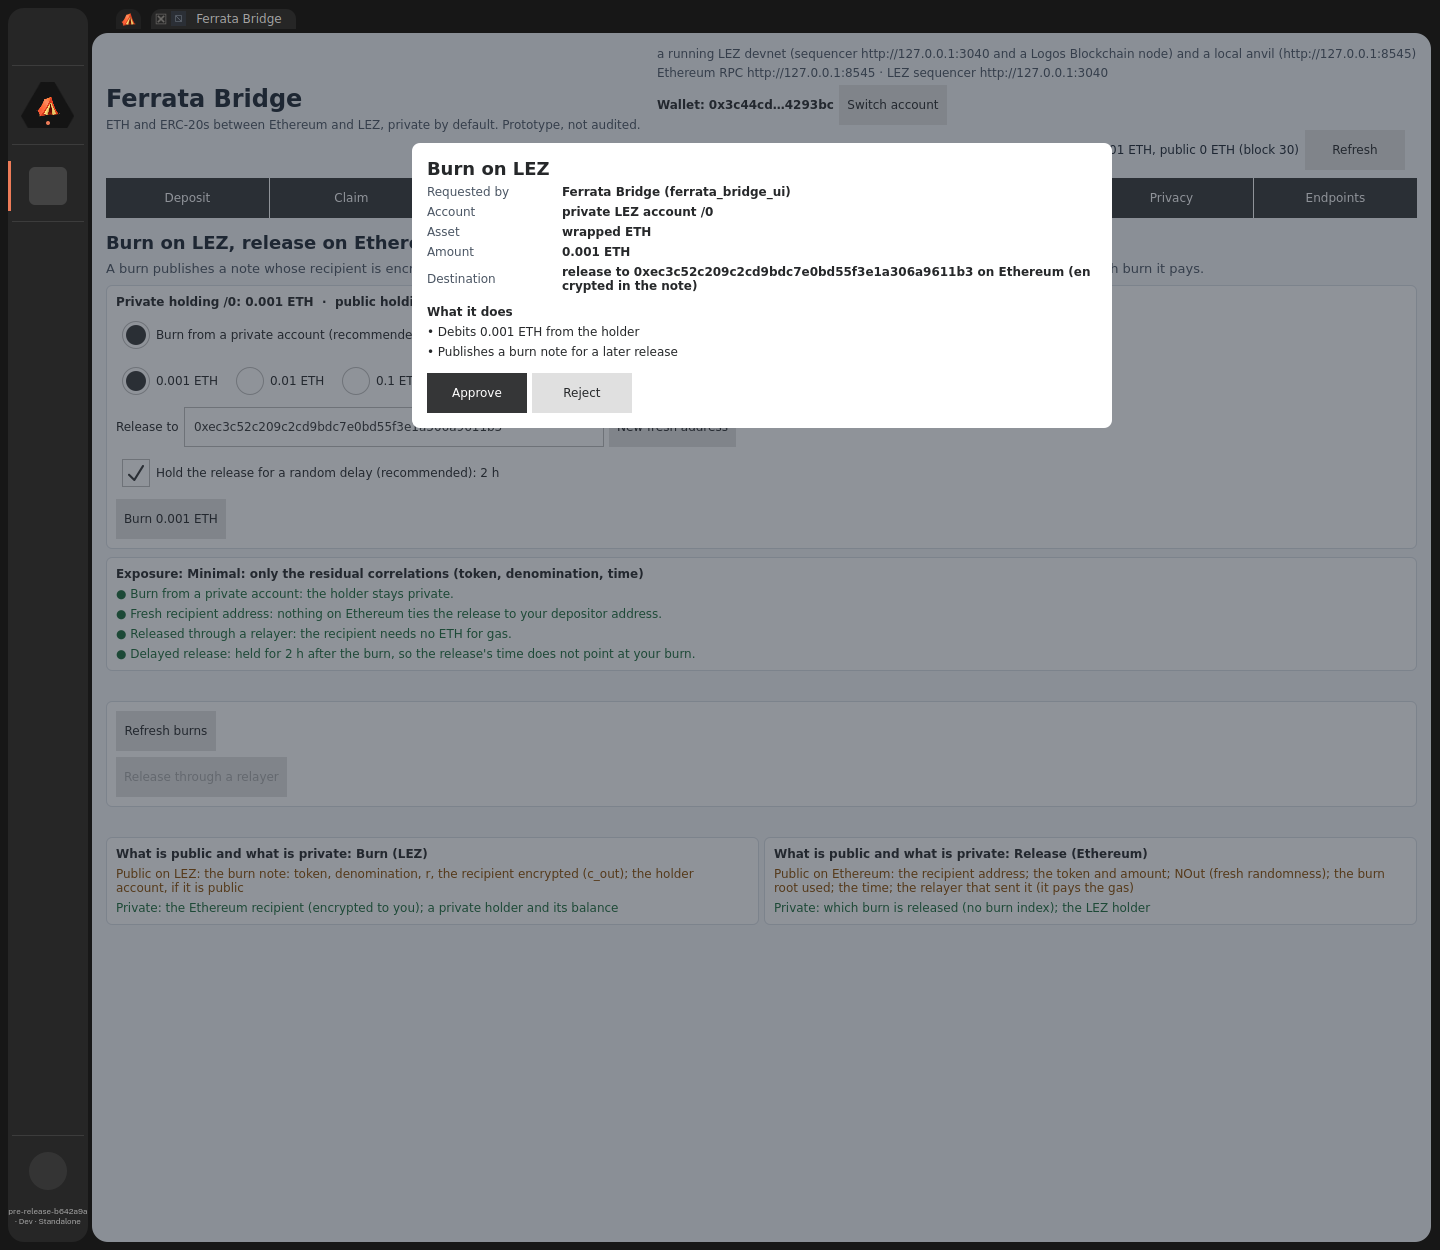 Ferrata Bridge
a running LEZ devnet (sequencer http://127.0.0.1:3040 and a Logos Blockchain node) and a local anvil (http://127.0.0.1:8545)
Ethereum RPC http://127.0.0.1:8545 · LEZ sequencer http://127.0.0.1:3040
Ferrata Bridge
Wallet: 0x3c44cd…4293bc Switch account
ETH and ERC-20s between Ethereum and LEZ, private by default. Prototype, not audited.
01 ETH, public 0 ETH (block 30) Refresh
Deposit Claim Privacy Endpoints
Burn on LEZ
Requested by Ferrata Bridge (ferrata_bridge_ui)
Account private LEZ account /0
Asset wrapped ETH
Amount 0.001 ETH
Destination release to 0xec3c52c209c2cd9bdc7e0bd55f3e1a306a9611b3 on Ethereum (en
crypted in the note)
What it does
• Debits 0.001 ETH from the holder
• Publishes a burn note for a later release
Approve Reject
Burn on LEZ, release on Ethere
A burn publishes a note whose recipient is encr h burn it pays.
Private holding /0: 0.001 ETH · public holdi
Burn from a private account (recommende
0.001 ETH 0.01 ETH 0.1 ET
Release to 0xec3c52c209c2cd9bdc7e0bd55f3e1a306a9611b3 New fresh address
Hold the release for a random delay (recommended): 2 h
Burn 0.001 ETH
Exposure: Minimal: only the residual correlations (token, denomination, time)
● Burn from a private account: the holder stays private.
● Fresh recipient address: nothing on Ethereum ties the release to your depositor address.
● Released through a relayer: the recipient needs no ETH for gas.
● Delayed release: held for 2 h after the burn, so the release's time does not point at your burn.
Refresh burns
Release through a relayer
What is public and what is private: Burn (LEZ)
Public on LEZ: the burn note: token, denomination, r, the recipient encrypted (c_out); the holder
account, if it is public
Private: the Ethereum recipient (encrypted to you); a private holder and its balance
What is public and what is private: Release (Ethereum)
Public on Ethereum: the recipient address; the token and amount; NOut (fresh randomness); the burn
root used; the time; the relayer that sent it (it pays the gas)
Private: which burn is released (no burn index); the LEZ holder
pre-release-b642a9a
· Dev · Standalone